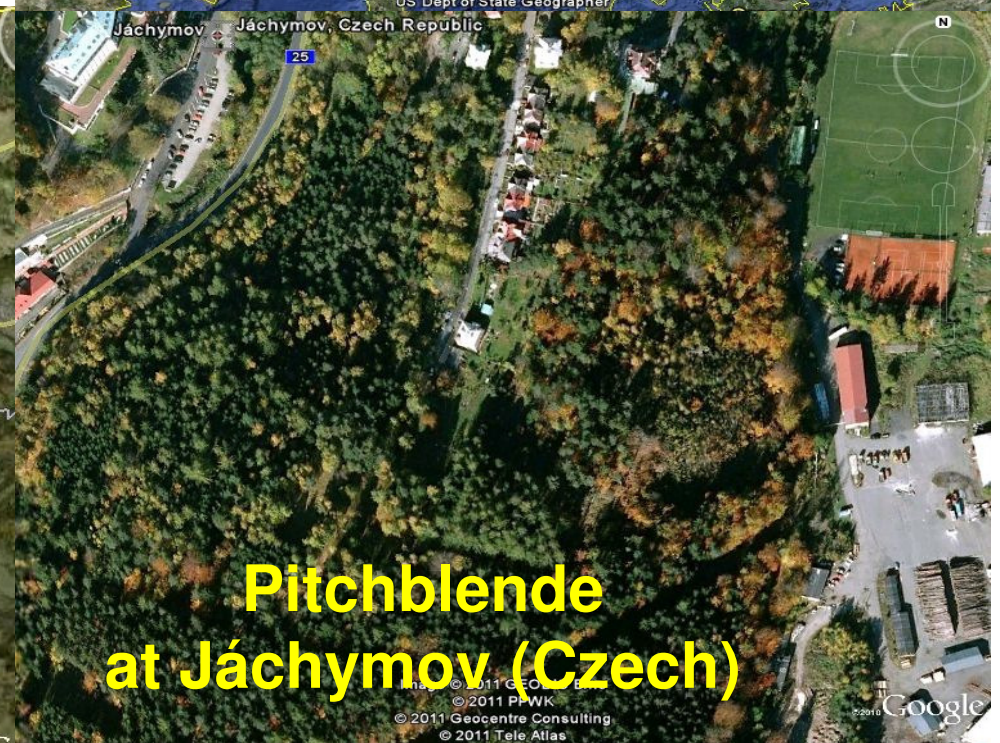 US Dept of State Geographer
Jáchymov
Jáchymov, Czech Republic
N
25
Pitchblende
at Jáchymov (Czech)
© 2011
© 2011 PPWK
© 2011 Geocentre Consulting
© 2011 Tele Atlas
©2010 Google